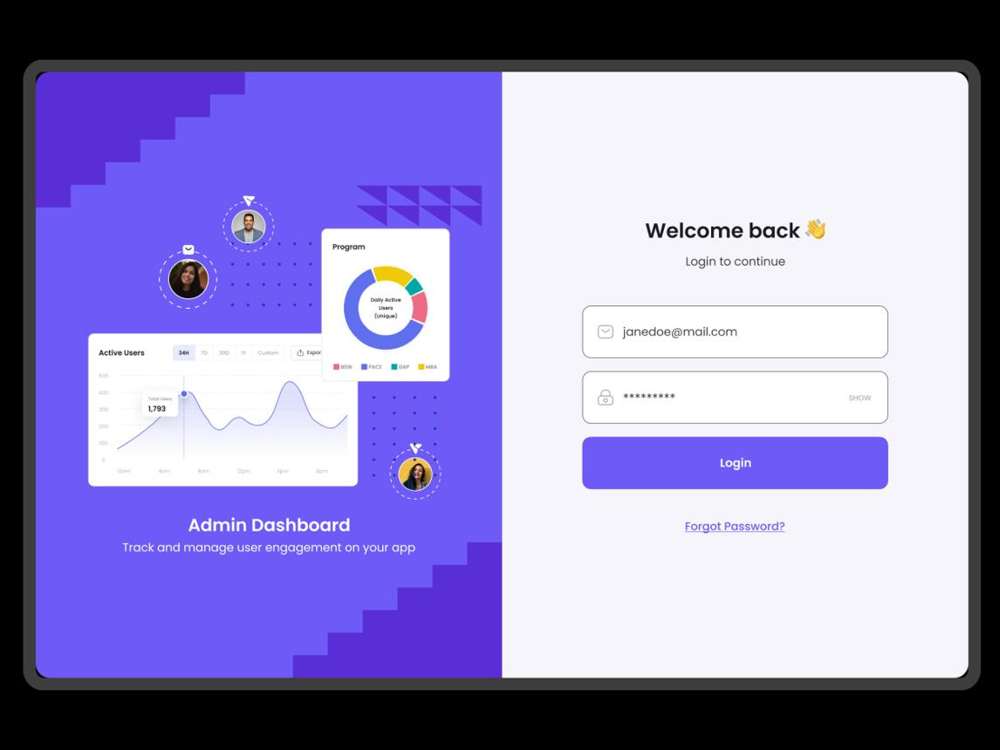 Program
Daily Active
Users
(Unique)
BSW PACE GAP MBA
Active Users
24H 7D 30D 1Y Custom
500
400
300
200
100
0
Total Users
1,793
12am 4am 8am 12pm 4pm 8pm
Admin Dashboard
Track and manage user engagement on your app
Welcome back 👋
Login to continue
janedoe@mail.com
********* SHOW
Login
Forgot Password?